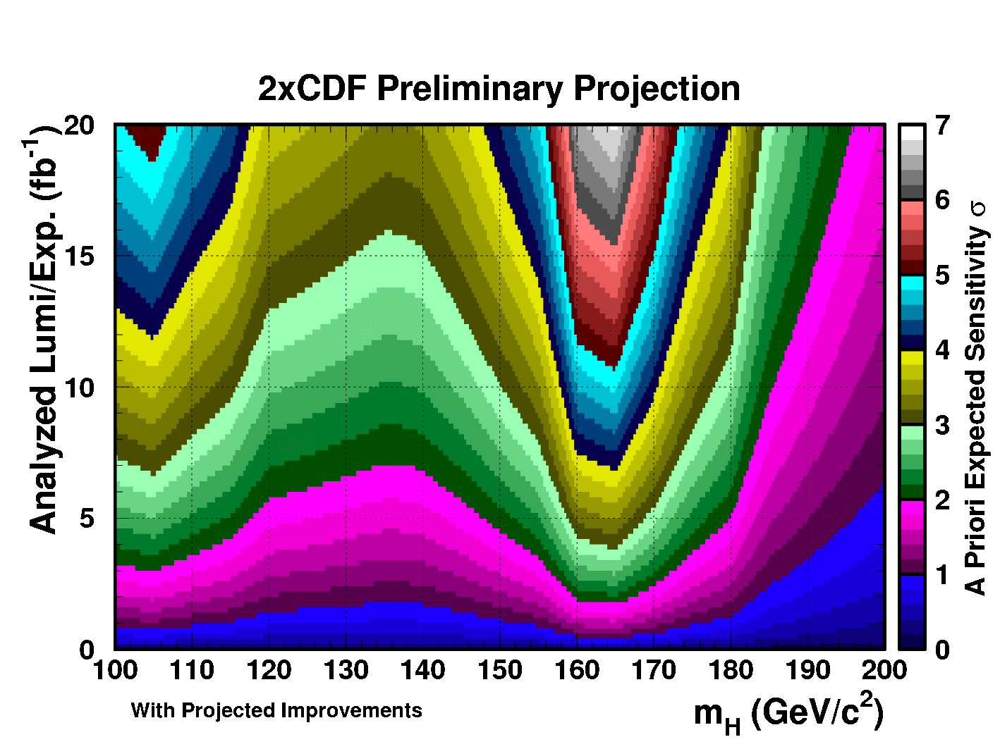 2xCDF Preliminary Projection
Analyzed Lumi/Exp. (fb⁻¹)
20
15
10
5
0
100 110 120 130 140 150 160 170 180 190 200
7
6
5
4
3
2
1
0
A Priori Expected Sensitivity σ
With Projected Improvements
m_H (GeV/c²)